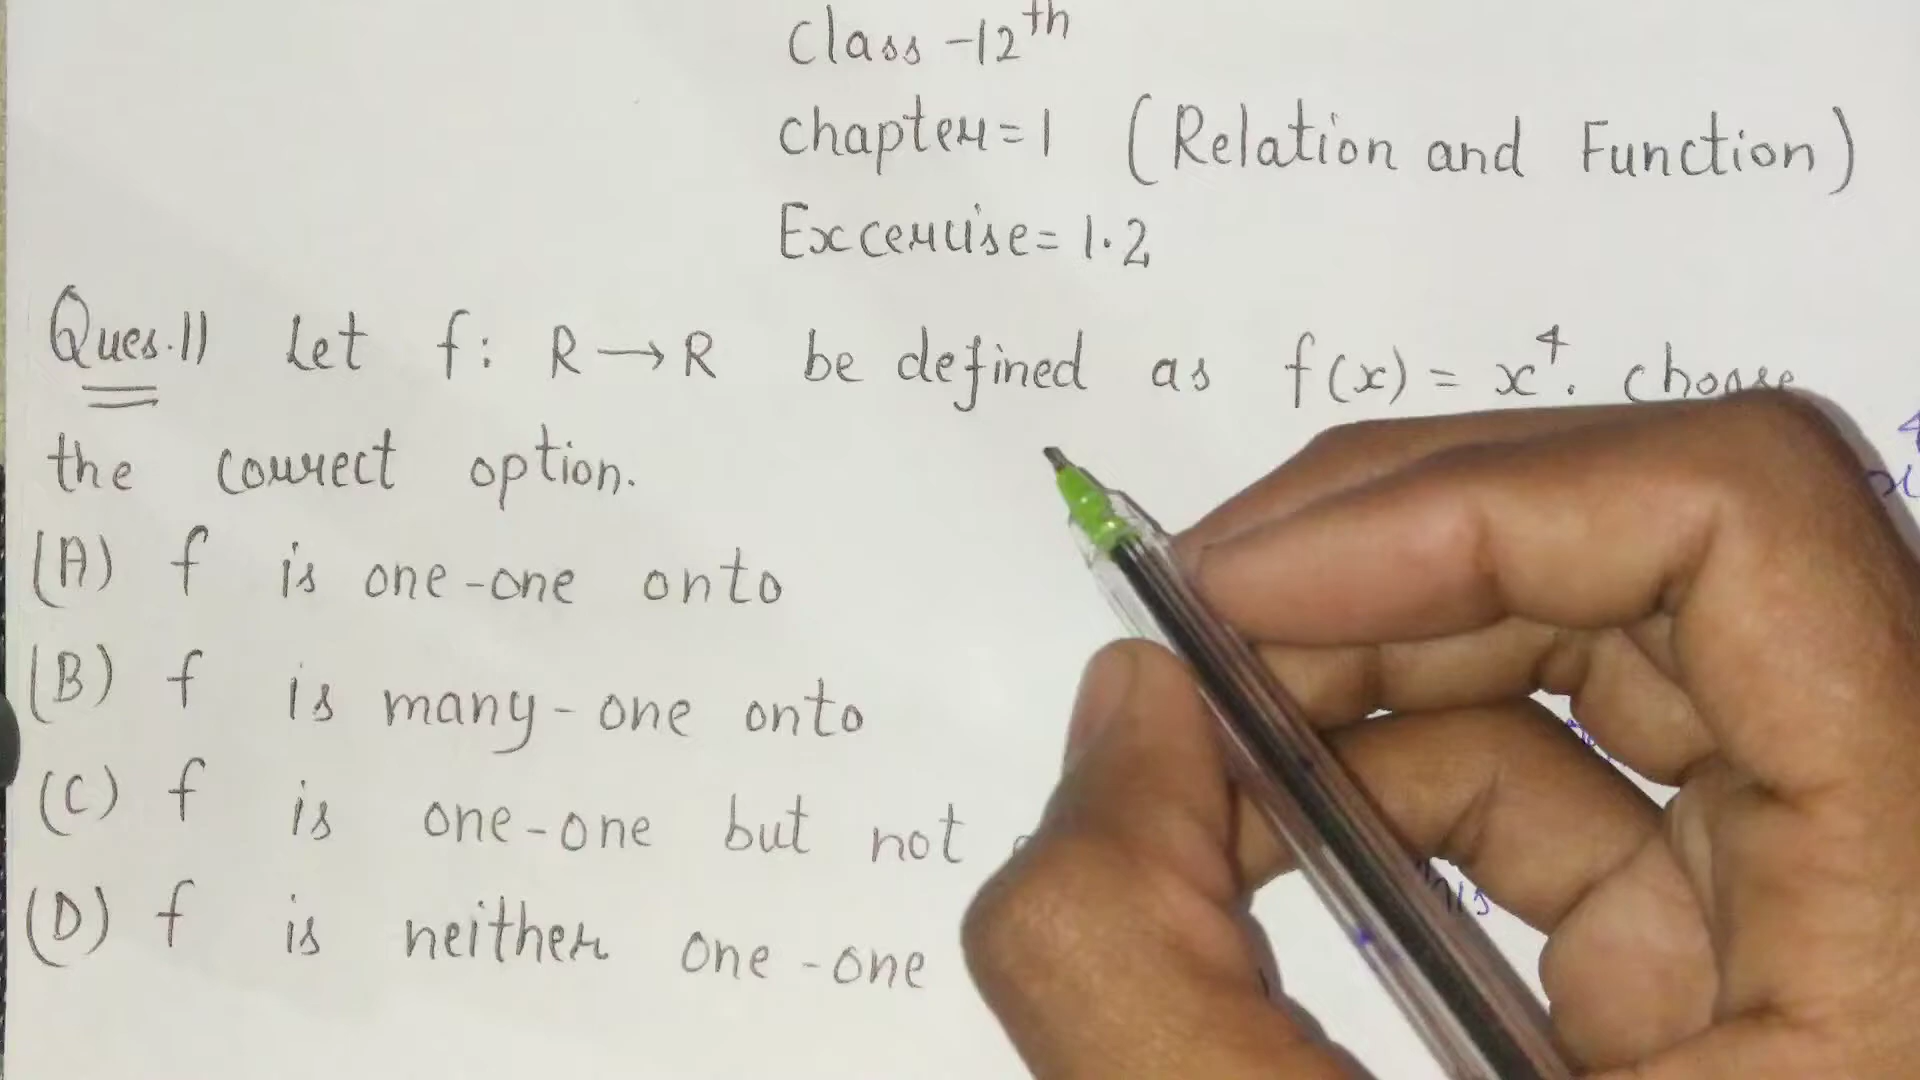 Class -12th
chapter=1 (Relation and Function)
Excercise= 1.2
Ques.11 Let f: R→R be defined as f(x) = x⁴. choose
the correct option.
(A) f is one-one onto
(B) f is many-one onto
(C) f is one-one but not
(D) f is neither one-one